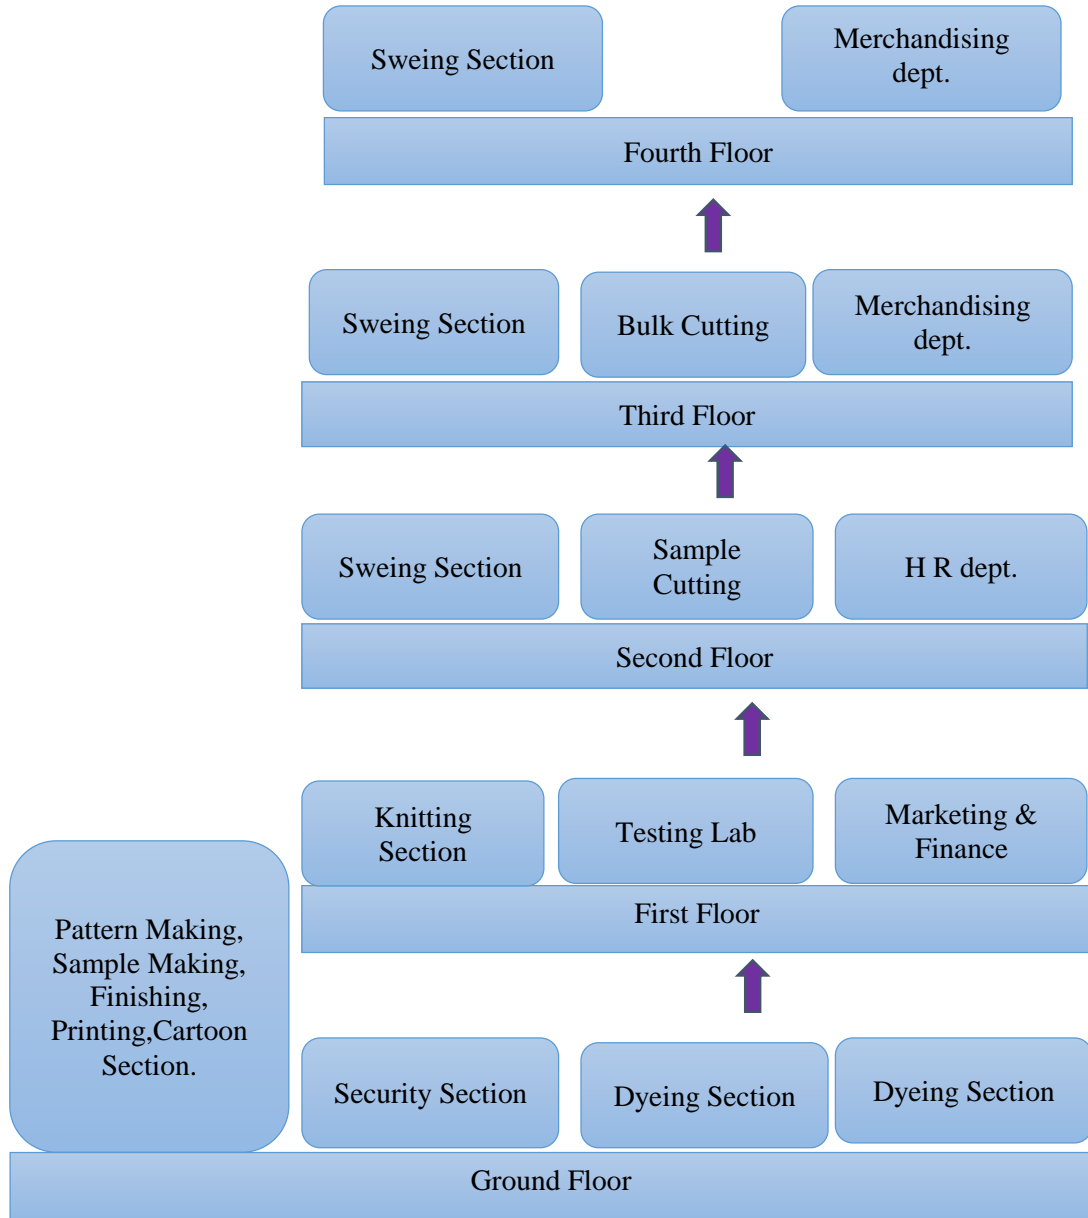 Sweing Section
Merchandising
dept.
Fourth Floor
Sweing Section
Bulk Cutting
Merchandising
dept.
Third Floor
Sweing Section
Sample
Cutting
H R dept.
Second Floor
Knitting
Section
Testing Lab
Marketing &
Finance
First Floor
Pattern Making,
Sample Making,
Finishing,
Printing,Cartoon
Section.
Security Section
Dyeing Section
Dyeing Section
Ground Floor